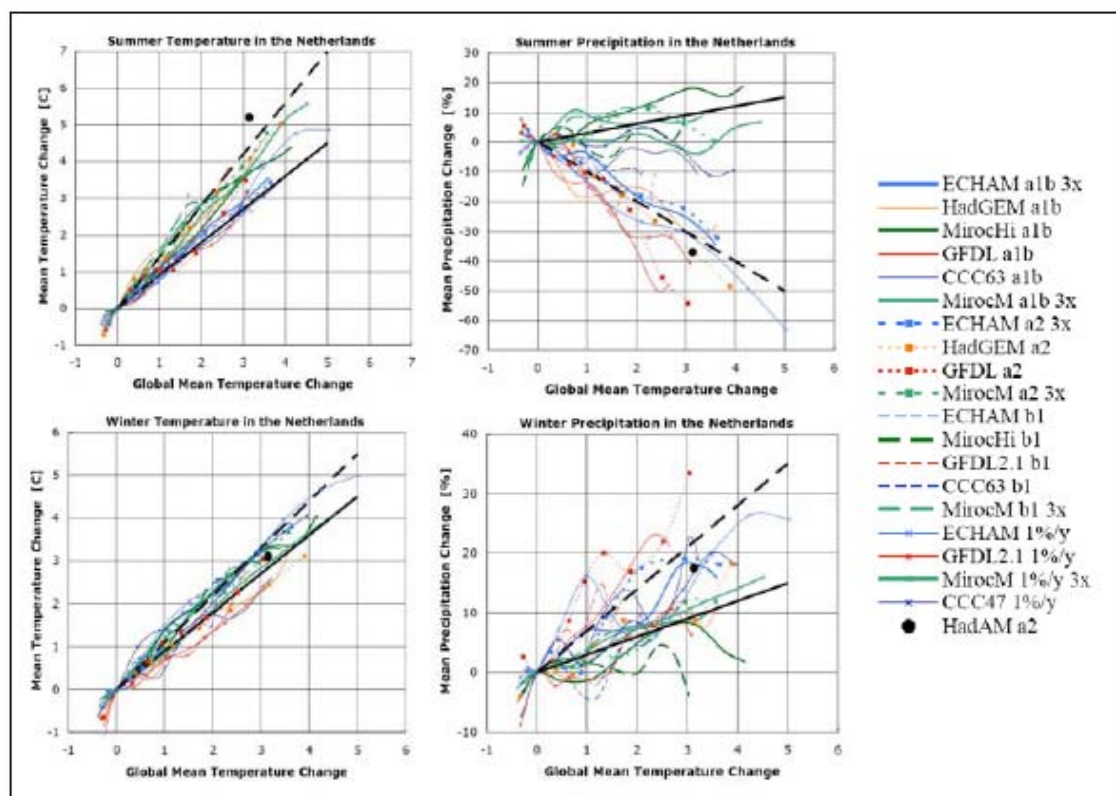 Summer Temperature in the Netherlands
7
6
5
4
3
2
1
0
-1
-1 0 1 2 3 4 5 6 7
Mean Temperature Change [C]
Global Mean Temperature Change
Summer Precipitation in the Netherlands
30
20
10
0
-10
-20
-30
-40
-50
-60
-70
-1 0 1 2 3 4 5 6
Mean Precipitation Change [%]
Global Mean Temperature Change
Winter Temperature in the Netherlands
6
5
4
3
2
1
0
-1
-1 0 1 2 3 4 5 6
Mean Temperature Change [C]
Global Mean Temperature Change
Winter Precipitation in the Netherlands
40
30
20
10
0
-10
-1 0 1 2 3 4 5 6
Mean Precipitation Change [%]
Global Mean Temperature Change
ECHAM a1b 3x
HadGEM a1b
MirocHi a1b
GFDL a1b
CCC63 a1b
MirocM a1b 3x
ECHAM a2 3x
HadGEM a2
GFDL a2
MirocM a2 3x
ECHAM b1
MirocHi b1
GFDL2.1 b1
CCC63 b1
MirocM b1 3x
ECHAM 1%/y
GFDL2.1 1%/y
MirocM 1%/y 3x
CCC47 1%/y
HadAM a2